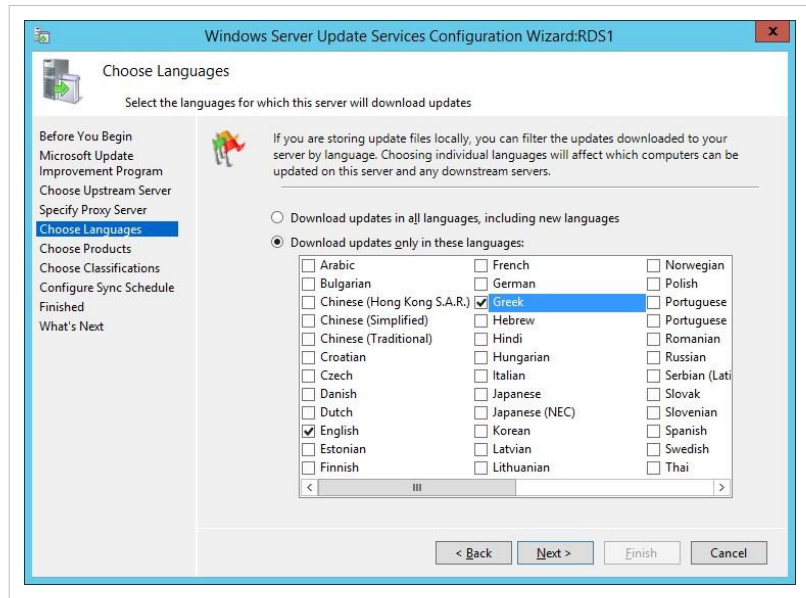 Windows Server Update Services Configuration Wizard:RDS1
x
Choose Languages
Select the languages for which this server will download updates
Before You Begin
Microsoft Update
Improvement Program
Choose Upstream Server
Specify Proxy Server
Choose Languages
Choose Products
Choose Classifications
Configure Sync Schedule
Finished
What's Next
If you are storing update files locally, you can filter the updates downloaded to your
server by language. Choosing individual languages will affect which computers can be
updated on this server and any downstream servers.
Download updates in all languages, including new languages
Download updates only in these languages:
Arabic
Bulgarian
Chinese (Hong Kong S.A.R.)
Chinese (Simplified)
Chinese (Traditional)
Croatian
Czech
Danish
Dutch
English
Estonian
Finnish
French
German
Greek
Hebrew
Hindi
Hungarian
Italian
Japanese
Japanese (NEC)
Korean
Latvian
Lithuanian
Norwegian
Polish
Portuguese
Portuguese
Romanian
Russian
Serbian (Lati
Slovak
Slovenian
Spanish
Swedish
Thai
< Back
Next >
Finish
Cancel